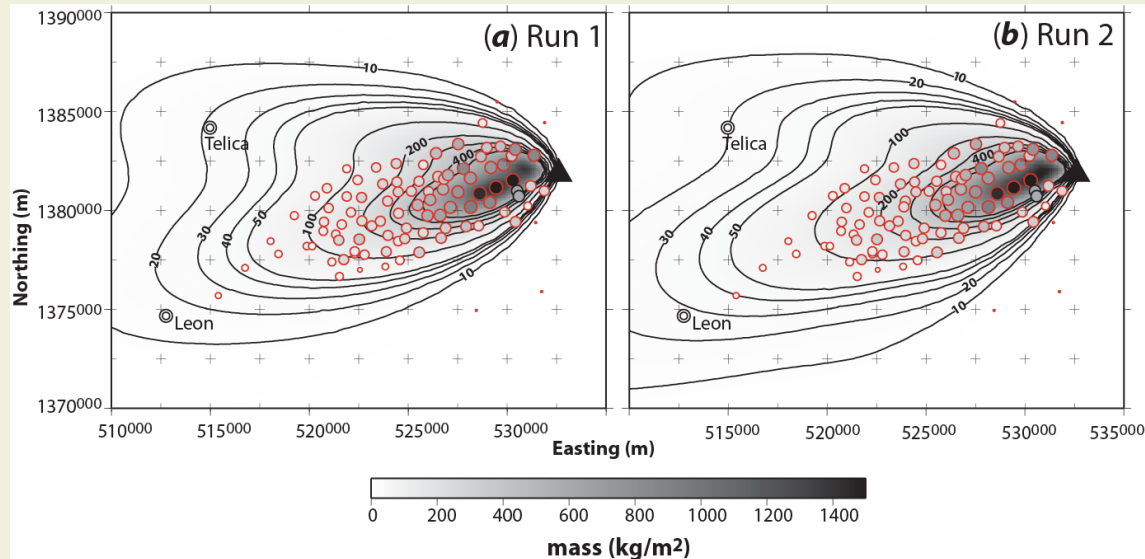 (a) Run 1
(b) Run 2
1390000
1385000
1380000
1375000
1370000
Northing (m)
10
200
400
Telica
100
50
40
30
20
10
Leon
10
20
100
400
Telica
200
50
40
30
20
10
Leon
510000 515000 520000 525000 530000
515000 520000 525000 530000 535000
Easting (m)
0 200 400 600 800 1000 1200 1400
mass (kg/m2)